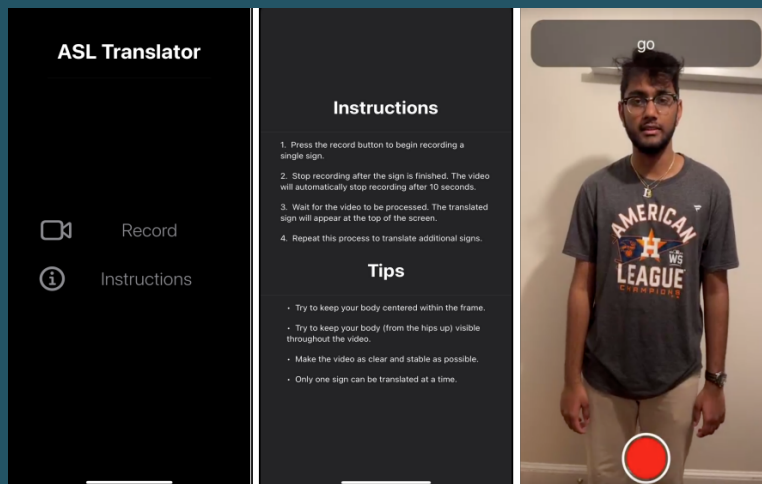 ASL Translator
Record
Instructions
Instructions
1. Press the record button to begin recording a
single sign.
2. Stop recording after the sign is finished. The video
will automatically stop recording after 10 seconds.
3. Wait for the video to be processed. The translated
sign will appear at the top of the screen.
4. Repeat this process to translate additional signs.
Tips
• Try to keep your body centered within the frame.
• Try to keep your body (from the hips up) visible
throughout the video.
• Make the video as clear and stable as possible.
• Only one sign can be translated at a time.
go
B
AMERICAN
H
WS
LEAGUE
CHAMPIONS